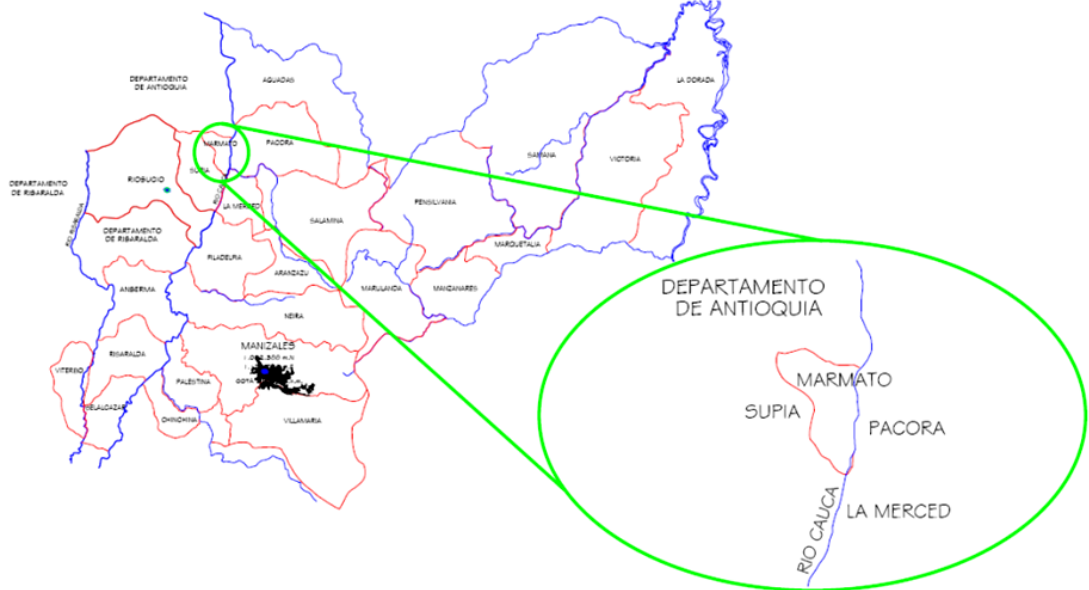 DEPARTAMENTO
DE ANTIOQUIA
AGUADAS
LA DORADA
MARMATO
PACORA
SAMANA
VICTORIA
SUPIA
RIOSUCIO
DEPARTAMENTO
DE RISARALDA
RIO RISARALDA
LA MERCED
SALAMINA
PENSILVANIA
DEPARTAMENTO
DE RISARALDA
MARQUETALIA
FILADELFIA
ARANZAZU
MARULANDA
MANZANARES
ANSERMA
NEIRA
MANIZALES
RISARALDA
VITERBO
PALESTINA
BELALCAZAR
CHINCHINA
VILLAMARIA
DEPARTAMENTO
DE ANTIOQUIA
MARMATO
SUPIA
PACORA
LA MERCED
RIO CAUCA